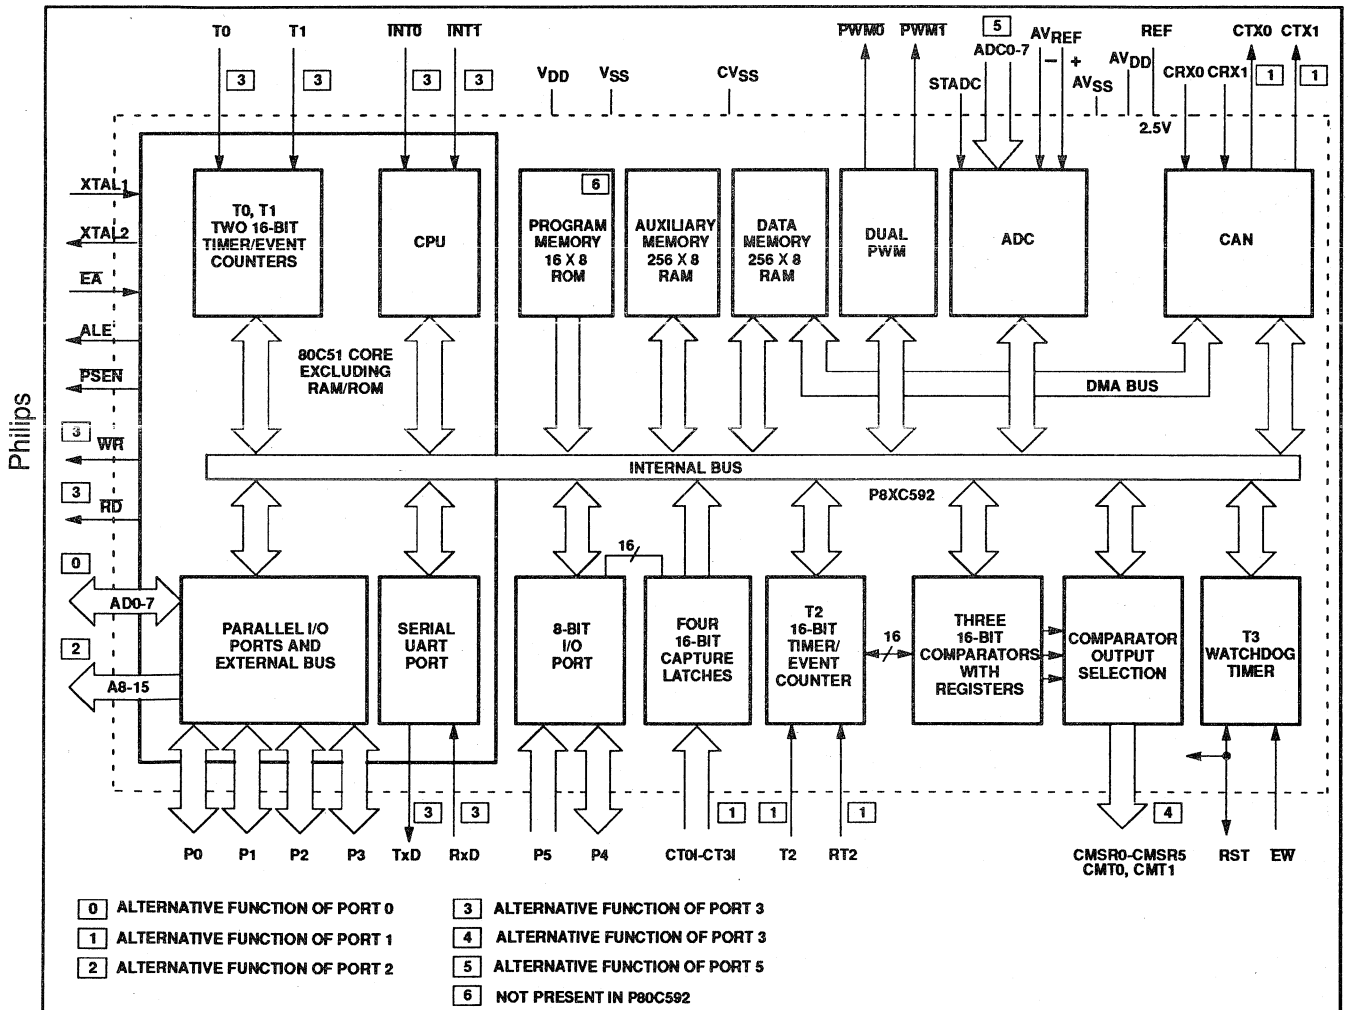 T0
T1
INT0
INT1
PWM0
PWM1
5
ADC0-7
AVREF
REF
CTX0
CTX1
3
3
3
3
VDD
VSS
CVSS
STADC
- +
AVSS
AVDD
CRX0
CRX1
1
1
2.5V
XTAL1
XTAL2
EA
ALE
PSEN
3
WR
3
RD
0
AD0-7
2
A8-15
Philips
T0, T1
TWO 16-BIT
TIMER/EVENT
COUNTERS
CPU
6
PROGRAM
MEMORY
16 X 8
ROM
AUXILIARY
MEMORY
256 X 8
RAM
DATA
MEMORY
256 X 8
RAM
DUAL
PWM
ADC
CAN
80C51 CORE
EXCLUDING
RAM/ROM
DMA BUS
INTERNAL BUS
P8XC592
PARALLEL I/O
PORTS AND
EXTERNAL BUS
SERIAL
UART
PORT
8-BIT
I/O
PORT
16
FOUR
16-BIT
CAPTURE
LATCHES
T2
16-BIT
TIMER/
EVENT
COUNTER
16
THREE
16-BIT
COMPARATORS
WITH
REGISTERS
COMPARATOR
OUTPUT
SELECTION
T3
WATCHDOG
TIMER
3
3
1
1
1
4
P0
P1
P2
P3
TxD
RxD
P5
P4
CT0I-CT3I
T2
RT2
CMSR0-CMSR5
CMT0, CMT1
RST
EW
0 ALTERNATIVE FUNCTION OF PORT 0
1 ALTERNATIVE FUNCTION OF PORT 1
2 ALTERNATIVE FUNCTION OF PORT 2
3 ALTERNATIVE FUNCTION OF PORT 3
4 ALTERNATIVE FUNCTION OF PORT 3
5 ALTERNATIVE FUNCTION OF PORT 5
6 NOT PRESENT IN P80C592